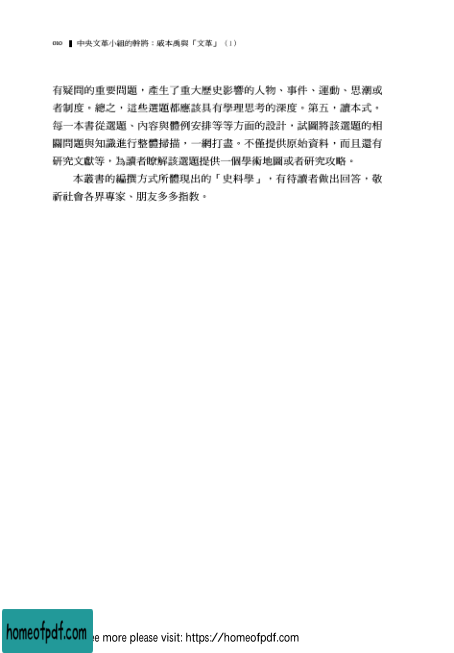 010 ▌中央文革小組的幹將：戚本禹與「文革」（1）
有疑問的重要問題，產生了重大歷史影響的人物、事件、運動、思潮或
者制度。總之，這些選題都應該具有學理思考的深度。第五，讀本式。
每一本書從選題、內容與體例安排等等方面的設計，試圖將該選題的相
關問題與知識進行整體掃描，一網打盡。不僅提供原始資料，而且還有
研究文獻等，為讀者瞭解該選題提供一個學術地圖或者研究攻略。
本叢書的編撰方式所體現出的「史料學」，有待讀者做出回答，敬
祈社會各界專家、朋友多多指教。
homeofpdf.com
ee more please visit: https://homeofpdf.com